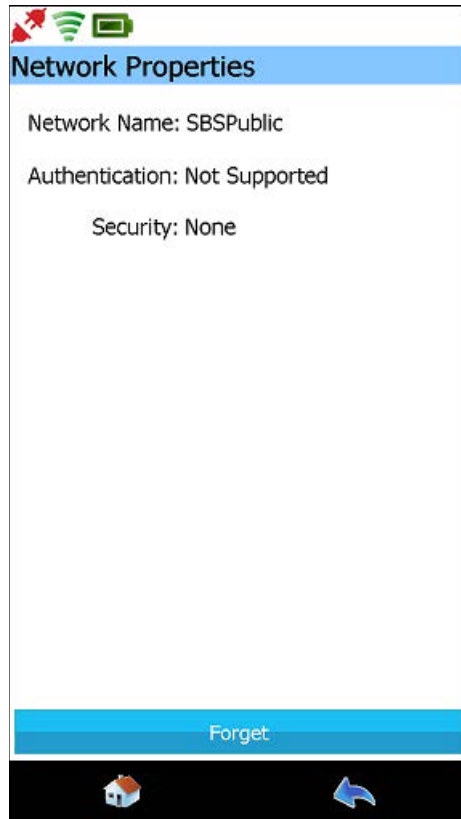 Network Properties
Network Name: SBSPublic
Authentication: Not Supported
Security: None
Forget